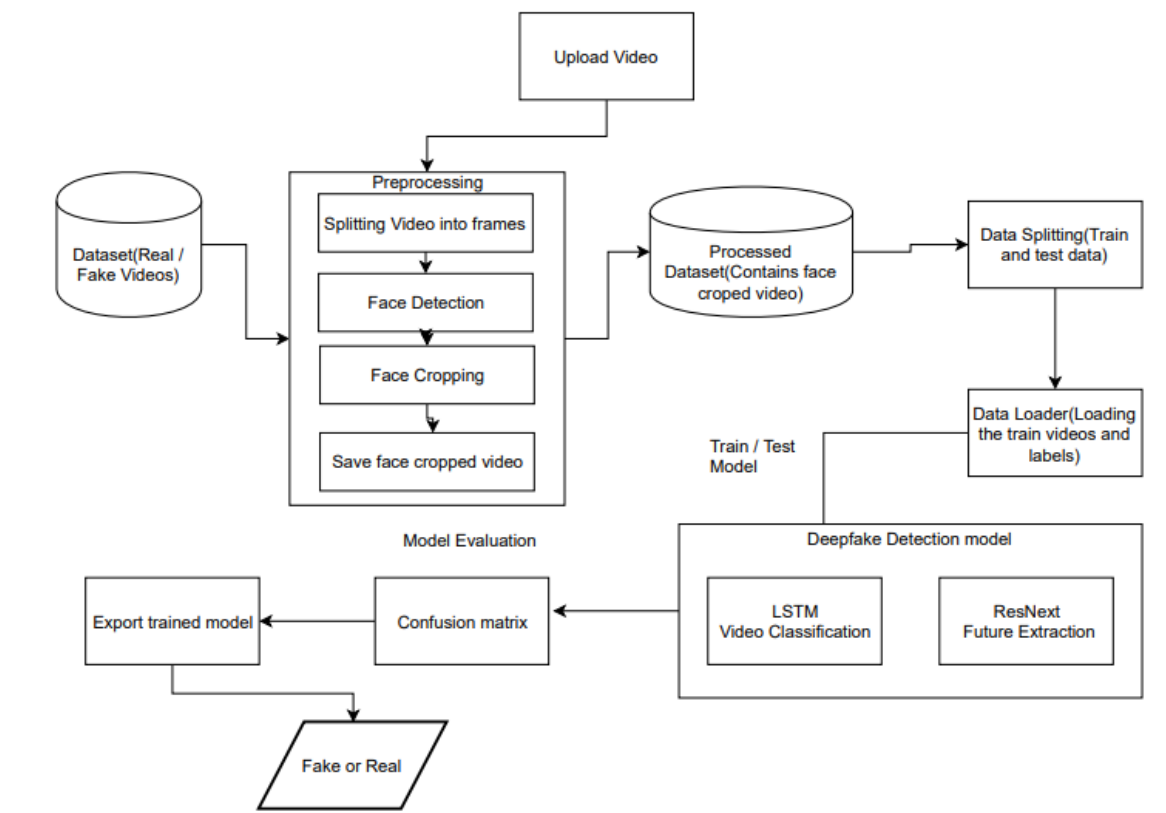 Upload Video
Preprocessing
Splitting Video into frames
Face Detection
Face Cropping
Save face cropped video
Dataset(Real /
Fake Videos)
Processed
Dataset(Contains face
croped video)
Data Splitting(Train
and test data)
Data Loader(Loading
the train videos and
labels)
Train / Test
Model
Deepfake Detection model
LSTM
Video Classification
ResNext
Future Extraction
Model Evaluation
Confusion matrix
Export trained model
Fake or Real